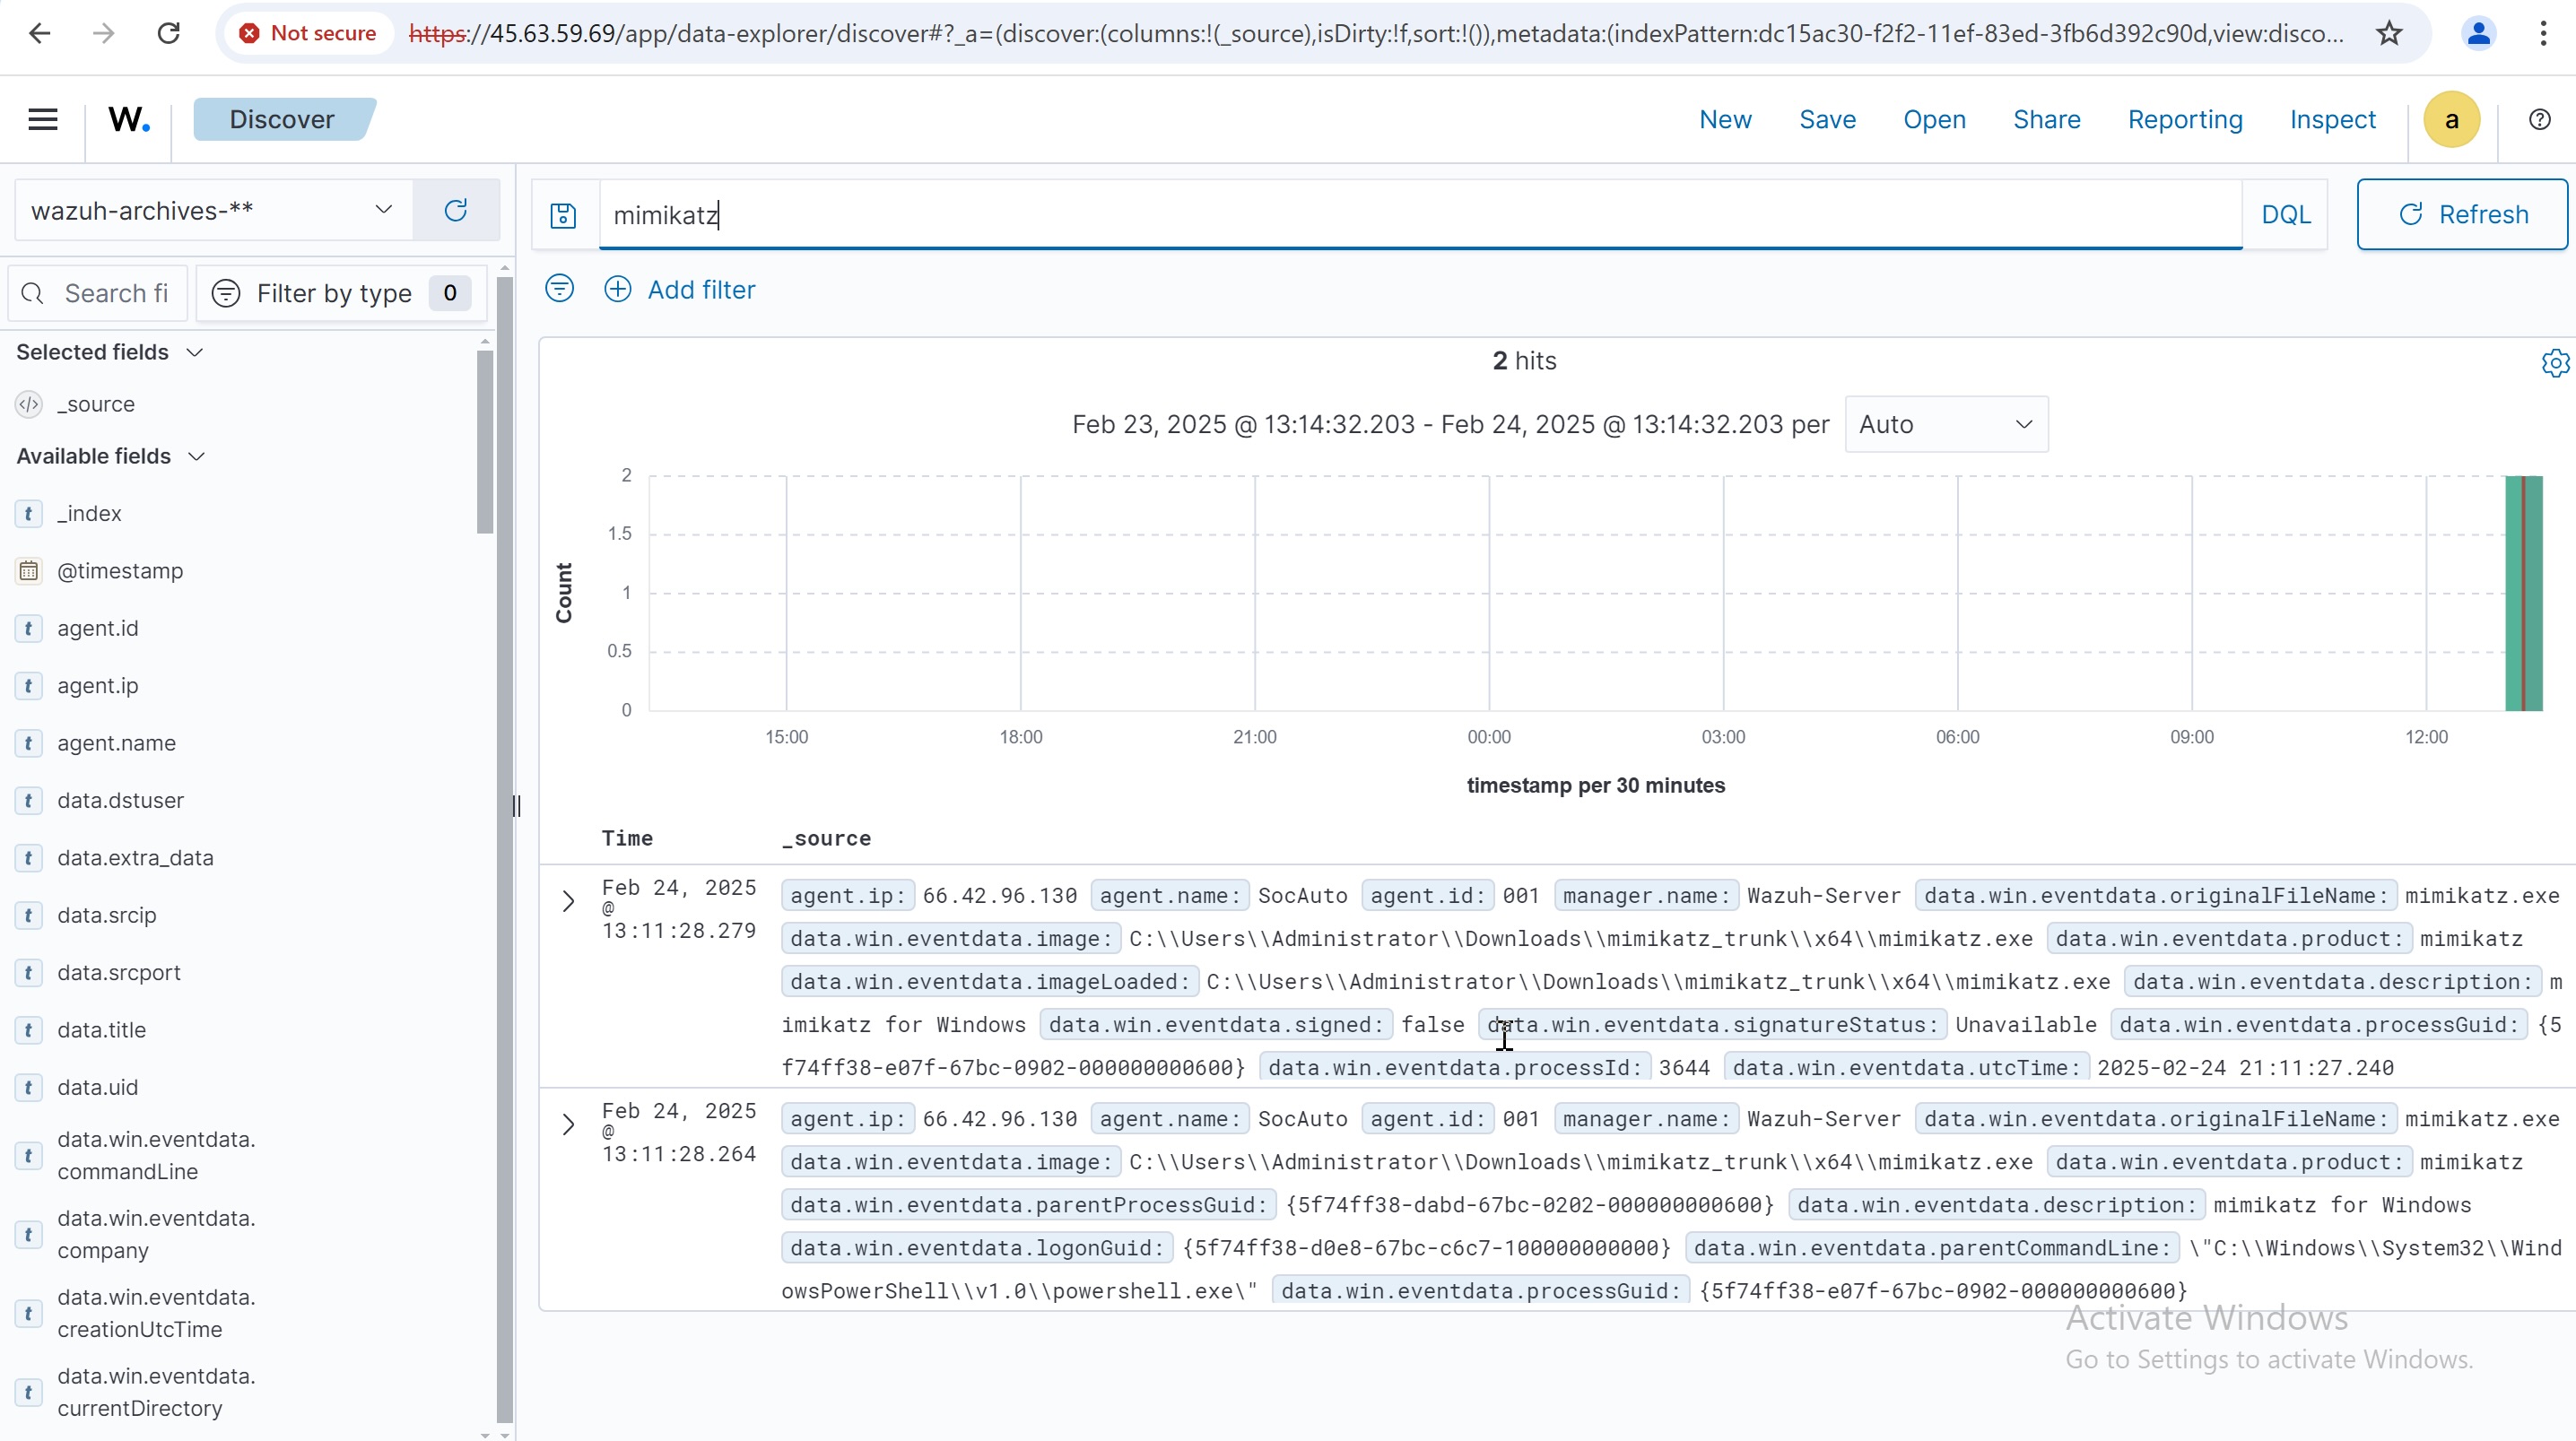 Not secure https://45.63.59.69/app/data-explorer/discover#?_a=(discover:(columns:!(_source),isDirty:!f,sort:!()),metadata:(indexPattern:dc15ac30-f2f2-11ef-83ed-3fb6d392c90d,view:disco...
W. Discover New Save Open Share Reporting Inspect a
wazuh-archives-** mimikatz DQL Refresh
Search fi Filter by type 0 Add filter
Selected fields
_source
Available fields
_index
@timestamp
agent.id
agent.ip
agent.name
data.dstuser
data.extra_data
data.srcip
data.srcport
data.title
data.uid
data.win.eventdata.
commandLine
data.win.eventdata.
company
data.win.eventdata.
creationUtcTime
data.win.eventdata.
currentDirectory
2 hits
Feb 23, 2025 @ 13:14:32.203 - Feb 24, 2025 @ 13:14:32.203 per Auto
Count
2
1.5
1
0.5
0
15:00 18:00 21:00 00:00 03:00 06:00 09:00 12:00
timestamp per 30 minutes
Time _source
Feb 24, 2025
@
13:11:28.279
agent.ip: 66.42.96.130 agent.name: SocAuto agent.id: 001 manager.name: Wazuh-Server data.win.eventdata.originalFileName: mimikatz.exe
data.win.eventdata.image: C:\\Users\\Administrator\\Downloads\\mimikatz_trunk\\x64\\mimikatz.exe data.win.eventdata.product: mimikatz
data.win.eventdata.imageLoaded: C:\\Users\\Administrator\\Downloads\\mimikatz_trunk\\x64\\mimikatz.exe data.win.eventdata.description: m
imikatz for Windows data.win.eventdata.signed: false data.win.eventdata.signatureStatus: Unavailable data.win.eventdata.processGuid: {5
f74ff38-e07f-67bc-0902-000000000600} data.win.eventdata.processId: 3644 data.win.eventdata.utcTime: 2025-02-24 21:11:27.240
Feb 24, 2025
@
13:11:28.264
agent.ip: 66.42.96.130 agent.name: SocAuto agent.id: 001 manager.name: Wazuh-Server data.win.eventdata.originalFileName: mimikatz.exe
data.win.eventdata.image: C:\\Users\\Administrator\\Downloads\\mimikatz_trunk\\x64\\mimikatz.exe data.win.eventdata.product: mimikatz
data.win.eventdata.parentProcessGuid: {5f74ff38-dabd-67bc-0202-000000000600} data.win.eventdata.description: mimikatz for Windows
data.win.eventdata.logonGuid: {5f74ff38-d0e8-67bc-c6c7-100000000000} data.win.eventdata.parentCommandLine: \"C:\\Windows\\System32\\Wind
owsPowerShell\\v1.0\\powershell.exe\" data.win.eventdata.processGuid: {5f74ff38-e07f-67bc-0902-000000000600}
Activate Windows
Go to Settings to activate Windows.